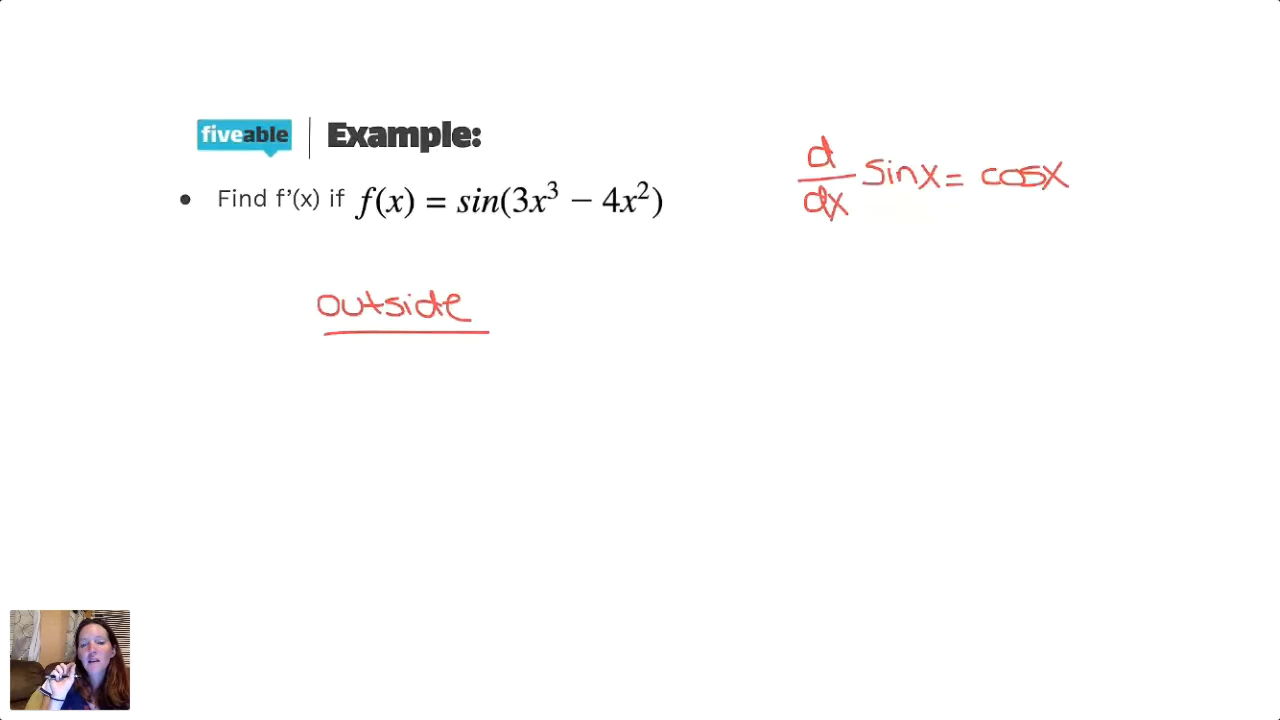 fiveable | Example:
• Find f'(x) if f(x) = sin(3x³ − 4x²)
d/dx sinx = cosx
outside